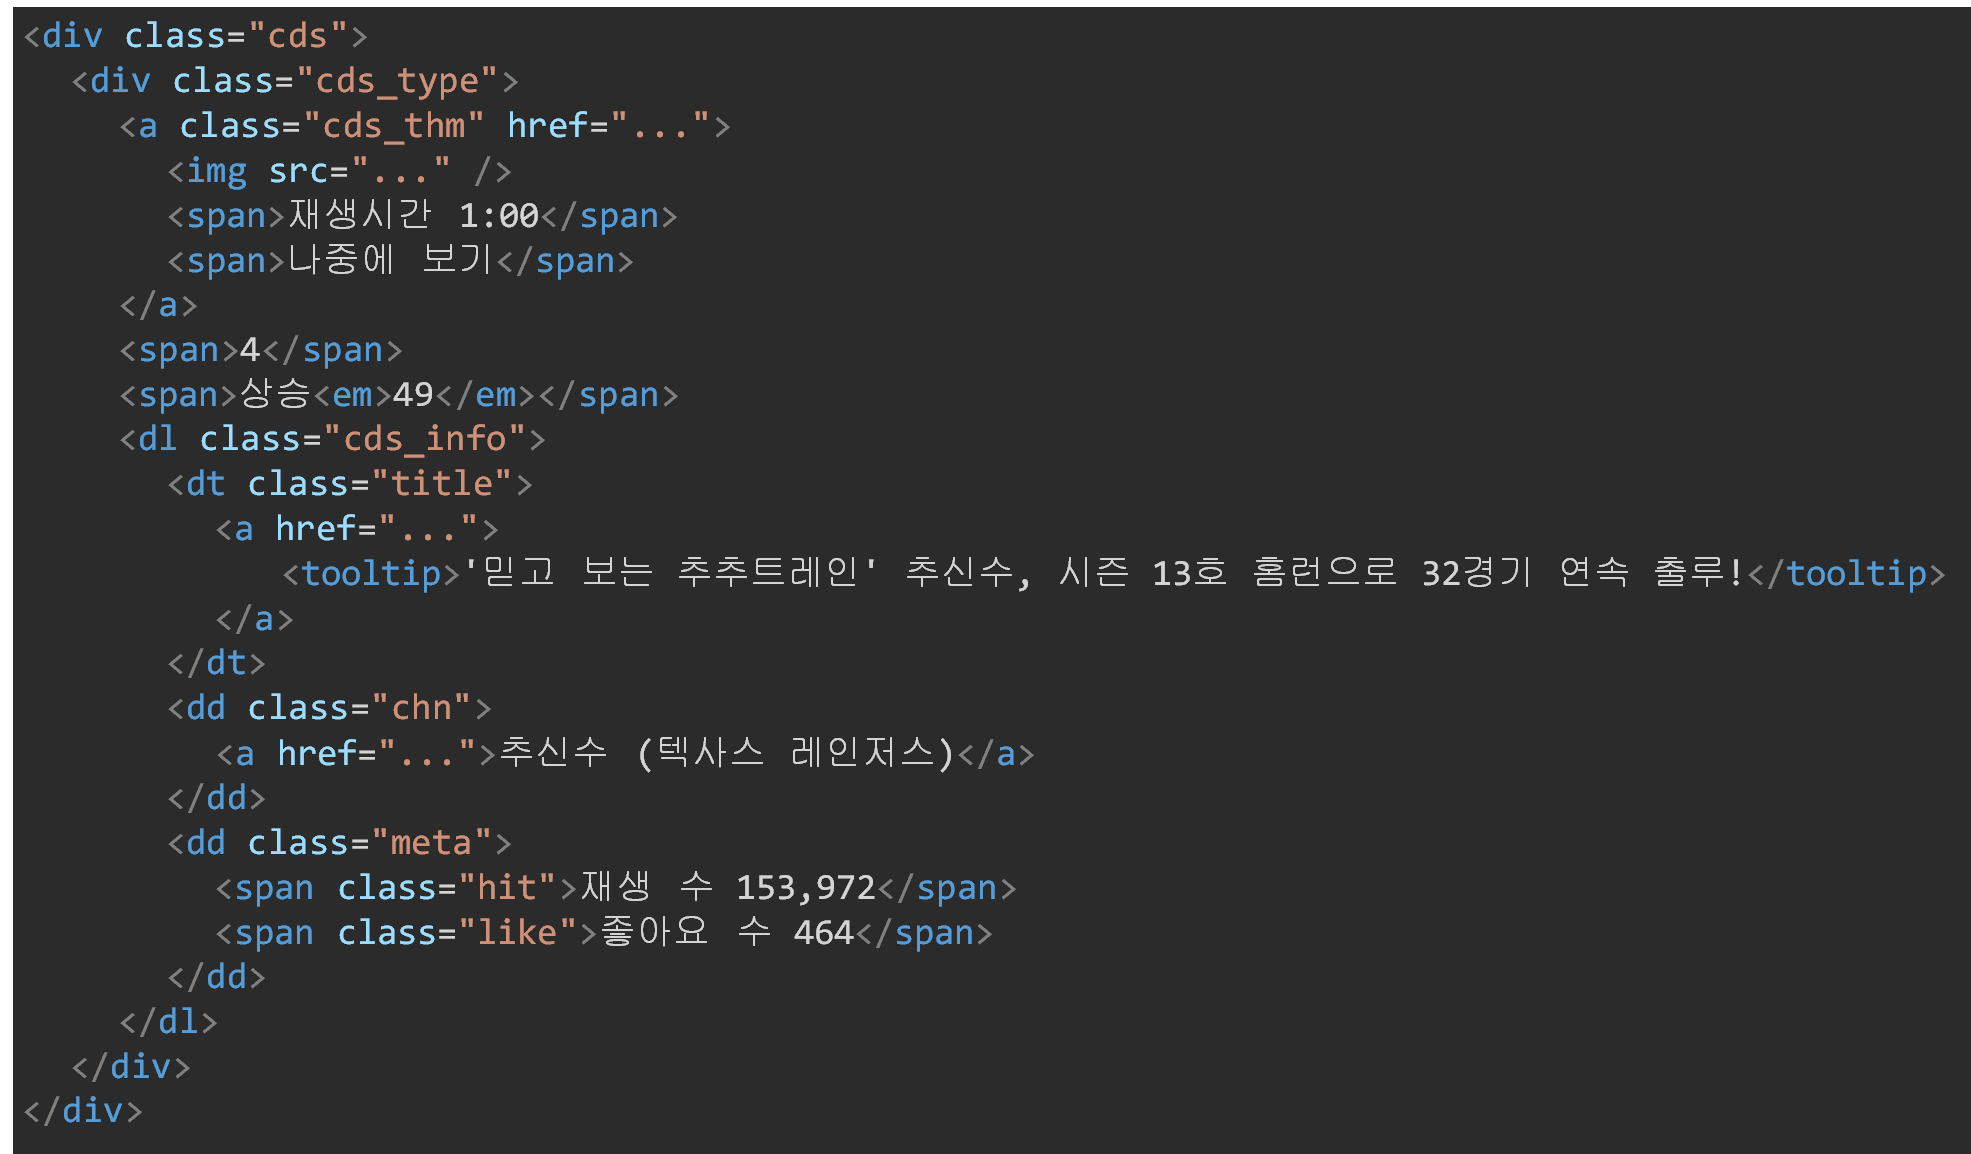 <div class="cds">
<div class="cds_type">
<a class="cds_thm" href="...">
<img src="..." />
<span>재생시간 1:00</span>
<span>나중에 보기</span>
</a>
<span>4</span>
<span>상승<em>49</em></span>
<dl class="cds_info">
<dt class="title">
<a href="...">
<tooltip>'믿고 보는 추추트레인' 추신수, 시즌 13호 홈런으로 32경기 연속 출루!</tooltip>
</a>
</dt>
<dd class="chn">
<a href="...">추신수 (텍사스 레인저스)</a>
</dd>
<dd class="meta">
<span class="hit">재생 수 153,972</span>
<span class="like">좋아요 수 464</span>
</dd>
</dl>
</div>
</div>